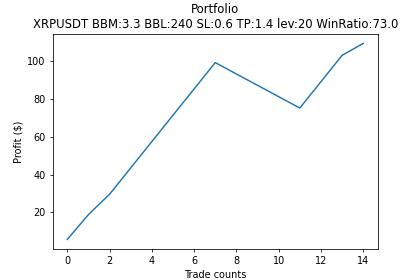 Portfolio
XRPUSDT BBM:3.3 BBL:240 SL:0.6 TP:1.4 lev:20 WinRatio:73.0
Profit ($)
100
80
60
40
20
0 2 4 6 8 10 12 14
Trade counts